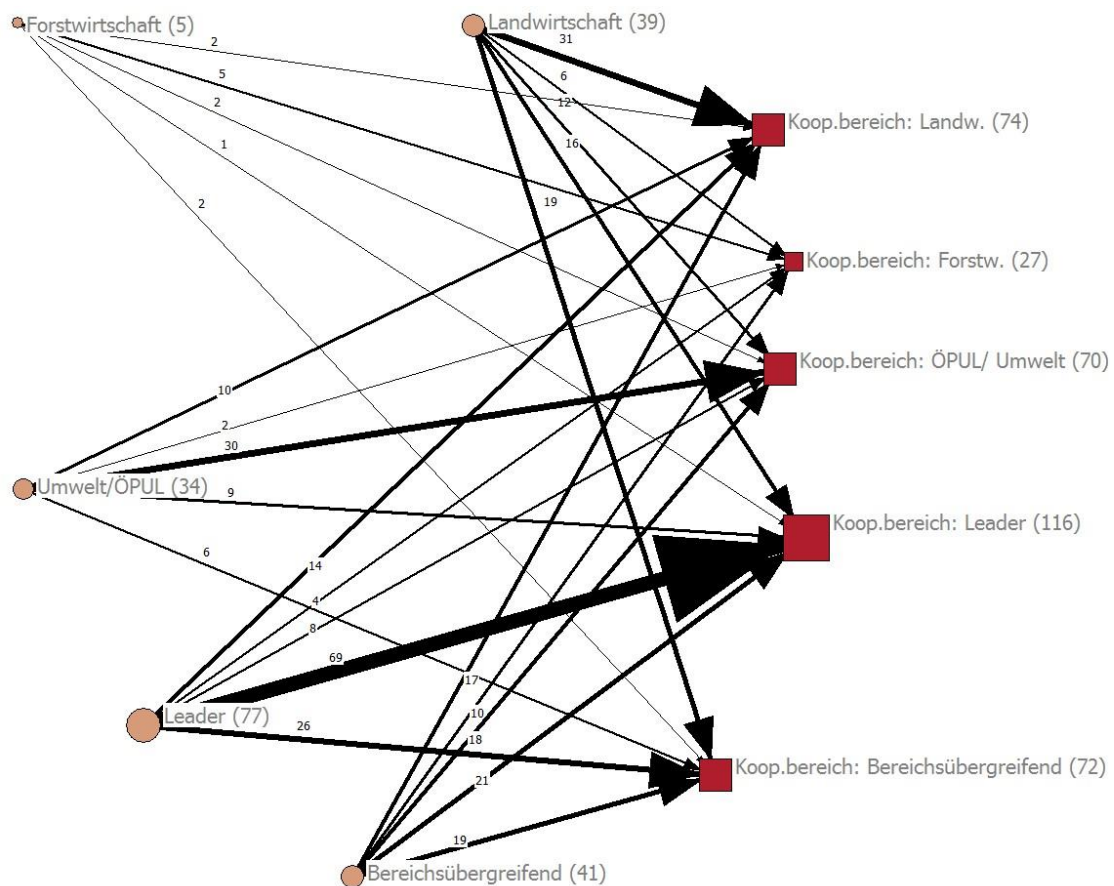 Forstwirtschaft (5)
Landwirtschaft (39)
2
31
5
6
2
12
1
16
Koop.bereich: Landw. (74)
2
19
Koop.bereich: Forstw. (27)
Koop.bereich: ÖPUL/ Umwelt (70)
10
2
30
Umwelt/ÖPUL (34)
9
Koop.bereich: Leader (116)
6
14
4
8
69
17
Leader (77)
26
10
18
21
Koop.bereich: Bereichsübergreifend (72)
19
Bereichsübergreifend (41)